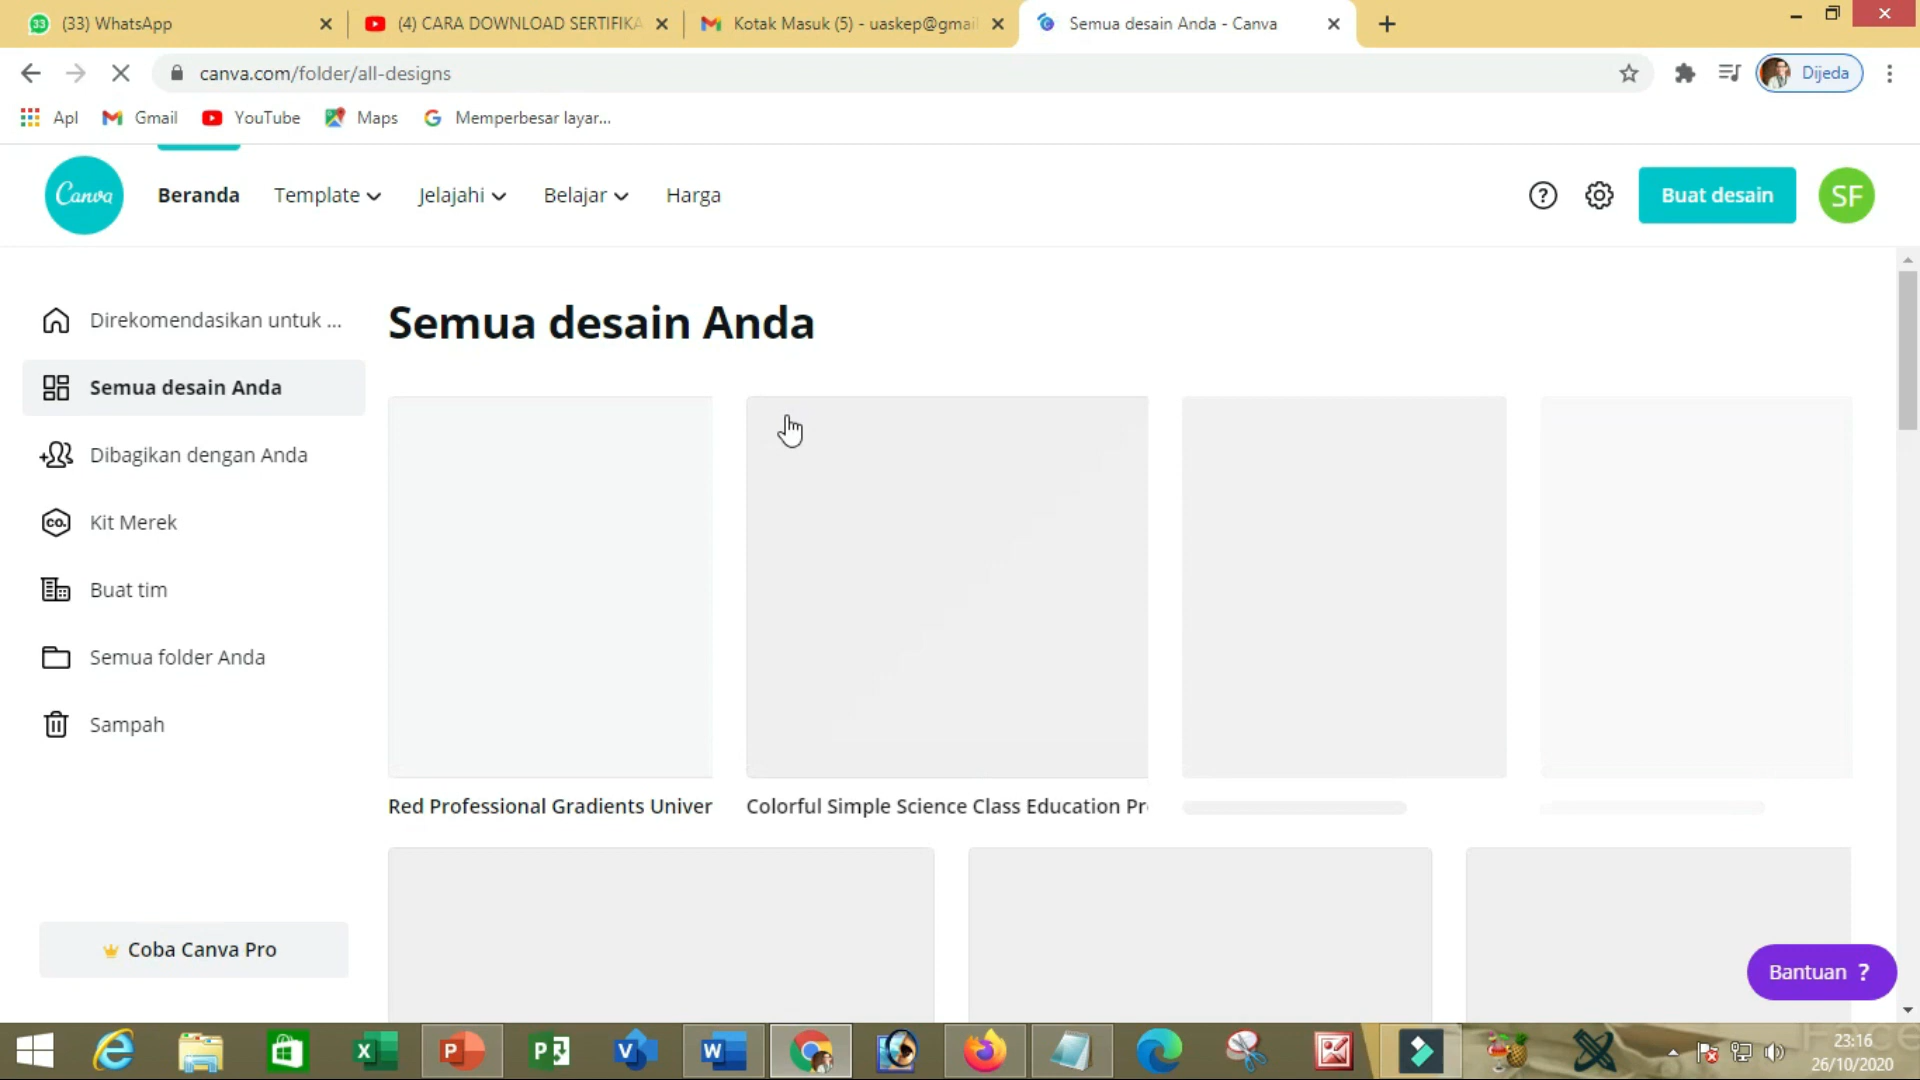 33
(33) WhatsApp
(4) CARA DOWNLOAD SERTIFIKA
Kotak Masuk (5) - uaskep@gmai
Semua desain Anda - Canva
canva.com/folder/all-designs
Dijeda
Apl
Gmail
YouTube
Maps
Memperbesar layar...
Canva
Beranda
Template
Jelajahi
Belajar
Harga
?
Buat desain
SF
Direkomendasikan untuk ...
Semua desain Anda
Dibagikan dengan Anda
CO.
Kit Merek
Buat tim
Semua folder Anda
Sampah
Coba Canva Pro
Semua desain Anda
Red Professional Gradients Univer
Colorful Simple Science Class Education Pr
Bantuan ?
23:16
26/10/2020